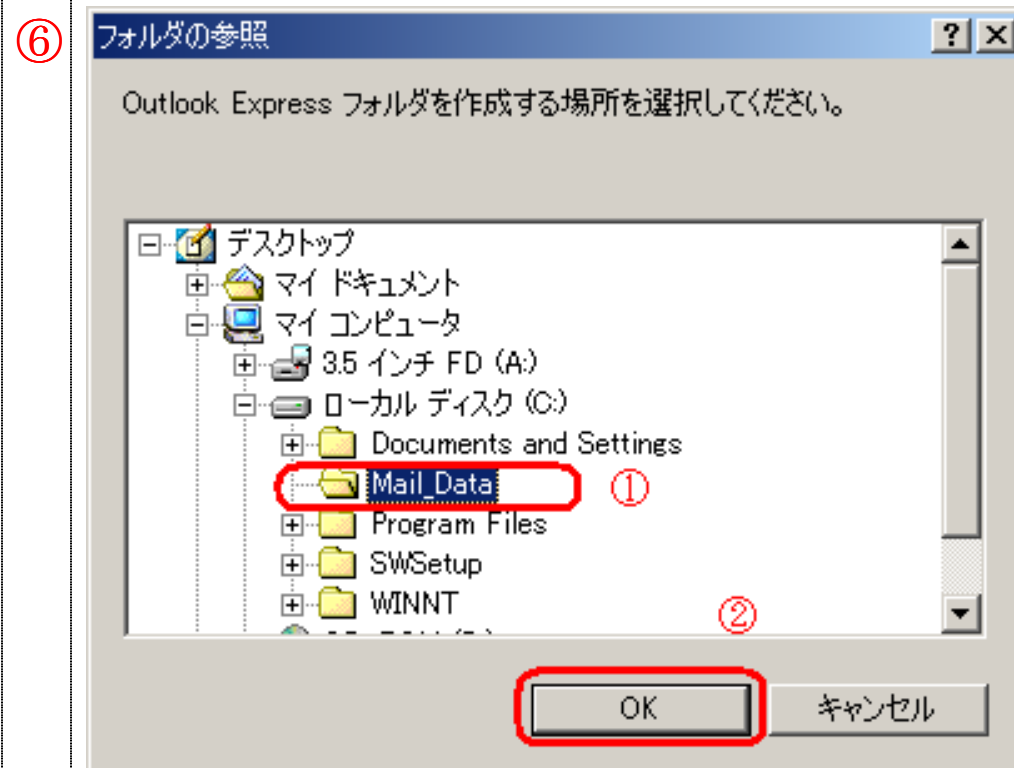 ⑥
フォルダの参照
Outlook Express フォルダを作成する場所を選択してください。
デスクトップ
マイ ドキュメント
マイ コンピュータ
3.5 インチ FD (A:)
ローカル ディスク (C:)
Documents and Settings
Mail_Data ①
Program Files
SWSetup
WINNT
②
OK キャンセル